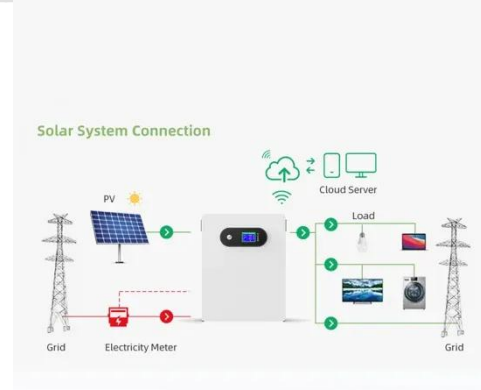 Solar System Connection
Cloud Server
PV
Load
Grid
Electricity Meter
Grid